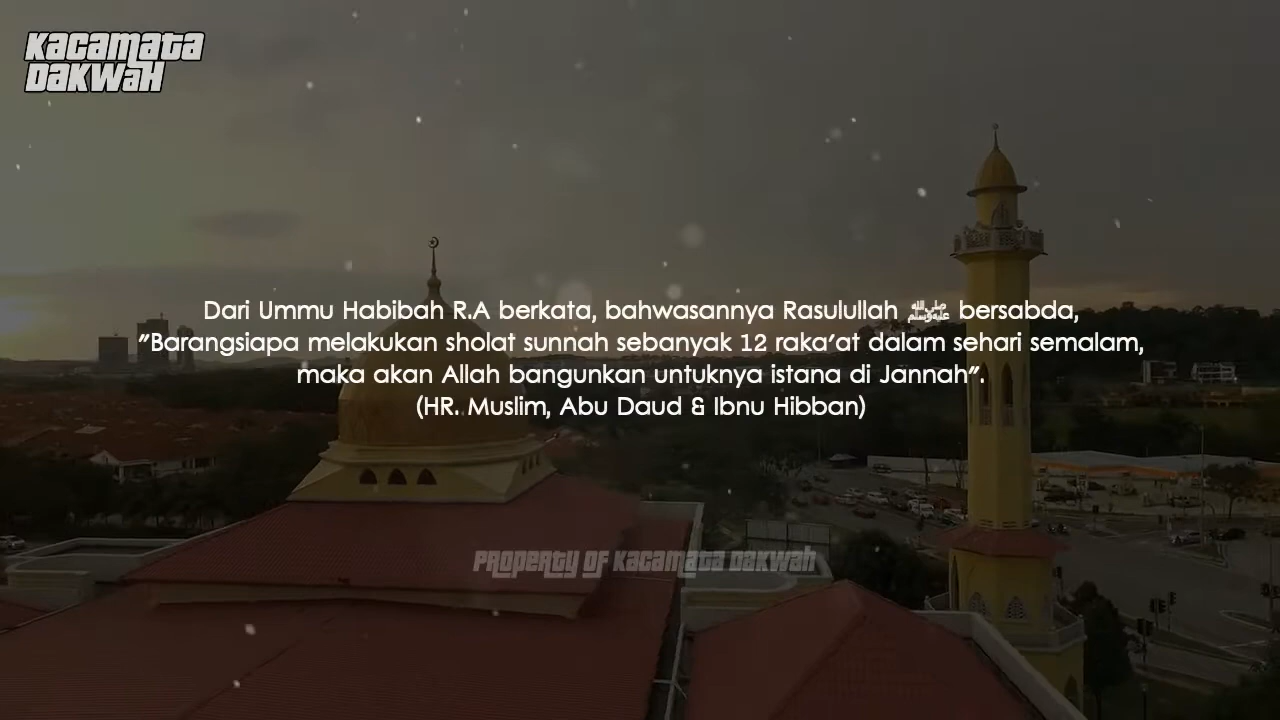 Kacamata
Dakwah
Dari Ummu Habibah R.A berkata, bahwasannya Rasulullah ﷺ bersabda,
"Barangsiapa melakukan sholat sunnah sebanyak 12 raka'at dalam sehari semalam,
maka akan Allah bangunkan untuknya istana di Jannah".
(HR. Muslim, Abu Daud & Ibnu Hibban)
Property of Kacamata Dakwah